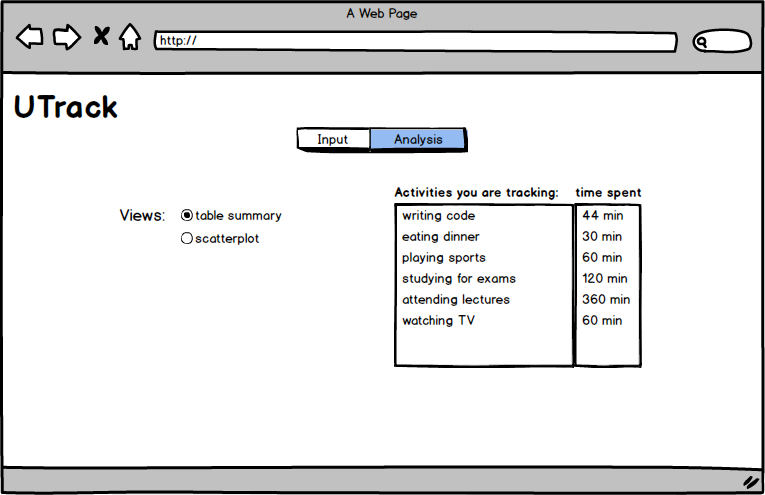 A Web Page
http://
UTrack
Input Analysis
Activities you are tracking: time spent
Views: table summary
scatterplot
writing code 44 min
eating dinner 30 min
playing sports 60 min
studying for exams 120 min
attending lectures 360 min
watching TV 60 min